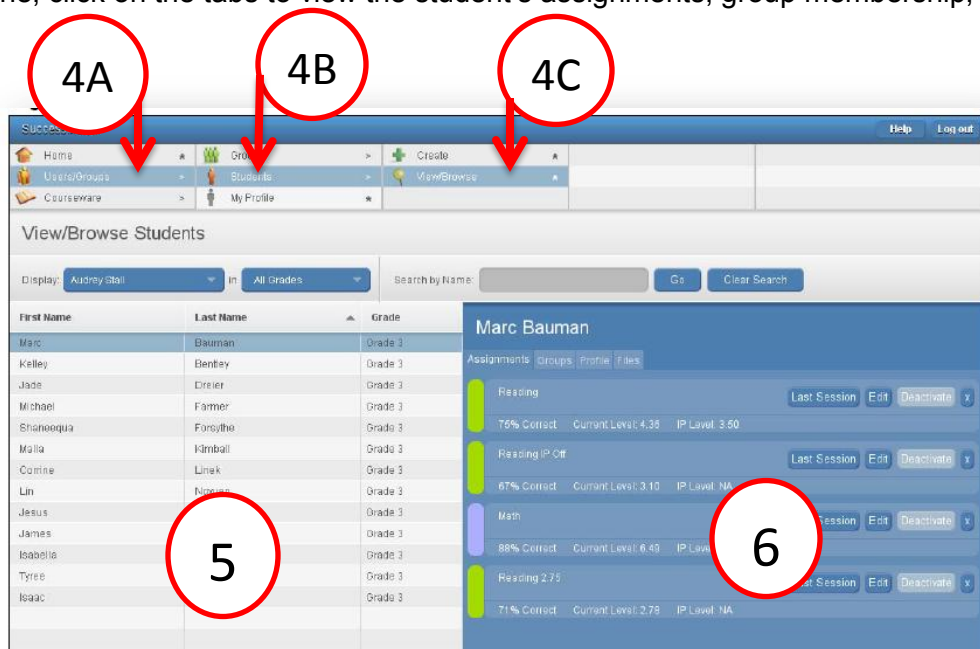 click on the tabs to view the student's assignments, group membership,
4A 4B 4C
Help Log out
Home Create
Users/Groups Students View/Browse
Courseware My Profile
View/Browse Students
Display: Audrey Stall in All Grades Search by Name: Go Clear Search
First Name Last Name Grade
Marc Bauman Grade 3
Kelley Bentley Grade 3
Jade Dreier Grade 3
Michael Farmer Grade 3
Shaneequa Forsythe Grade 3
Malia Kimball Grade 3
Corrine Linek Grade 3
Lin Grade 3
Jesus Grade 3
James Grade 3
Isabella Grade 3
Tyree Grade 3
Isaac Grade 3
5
Marc Bauman
Assignments Groups Profile Files
Reading Last Session Edit Deactivate x
75% Correct Current Level: 4.36 IP Level: 3.50
Reading IP Off Last Session Edit Deactivate x
67% Correct Current Level: 3.10 IP Level: NA
Math Session Edit Deactivate x
88% Correct Current Level: 6.49
Reading 2.75 Session Edit Deactivate x
71% Correct Current Level: 2.79 IP Level: NA
6